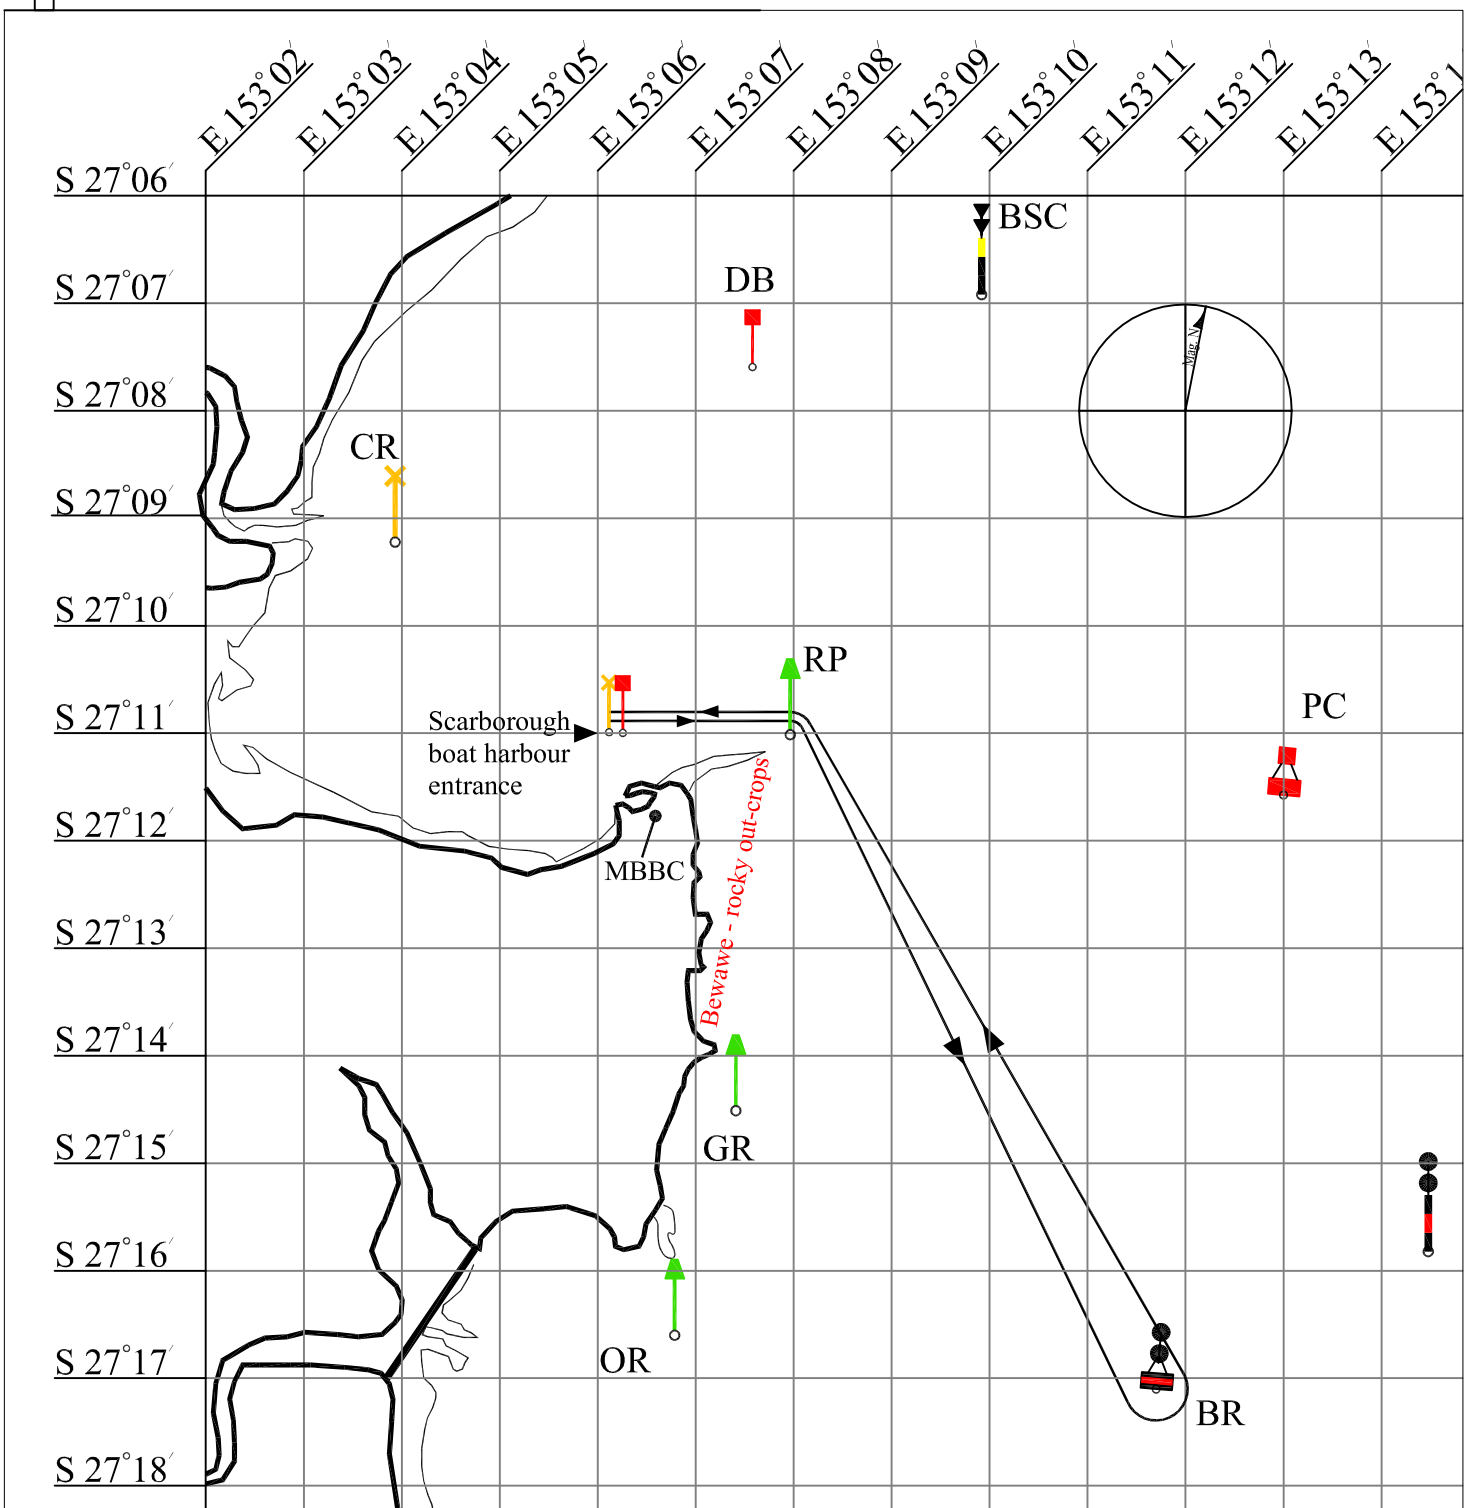 E 153°02′
E 153°03′
E 153°04′
E 153°05′
E 153°06′
E 153°07′
E 153°08′
E 153°09′
E 153°10′
E 153°11′
E 153°12′
E 153°13′
E 153°1
S 27°06′
BSC
DB
S 27°07′
Mag. N
S 27°08′
CR
S 27°09′
S 27°10′
RP
PC
S 27°11′
Scarborough
boat harbour
entrance
S 27°12′
MBBC
Bewawe - rocky out-crops
S 27°13′
S 27°14′
S 27°15′
GR
S 27°16′
S 27°17′
OR
BR
S 27°18′